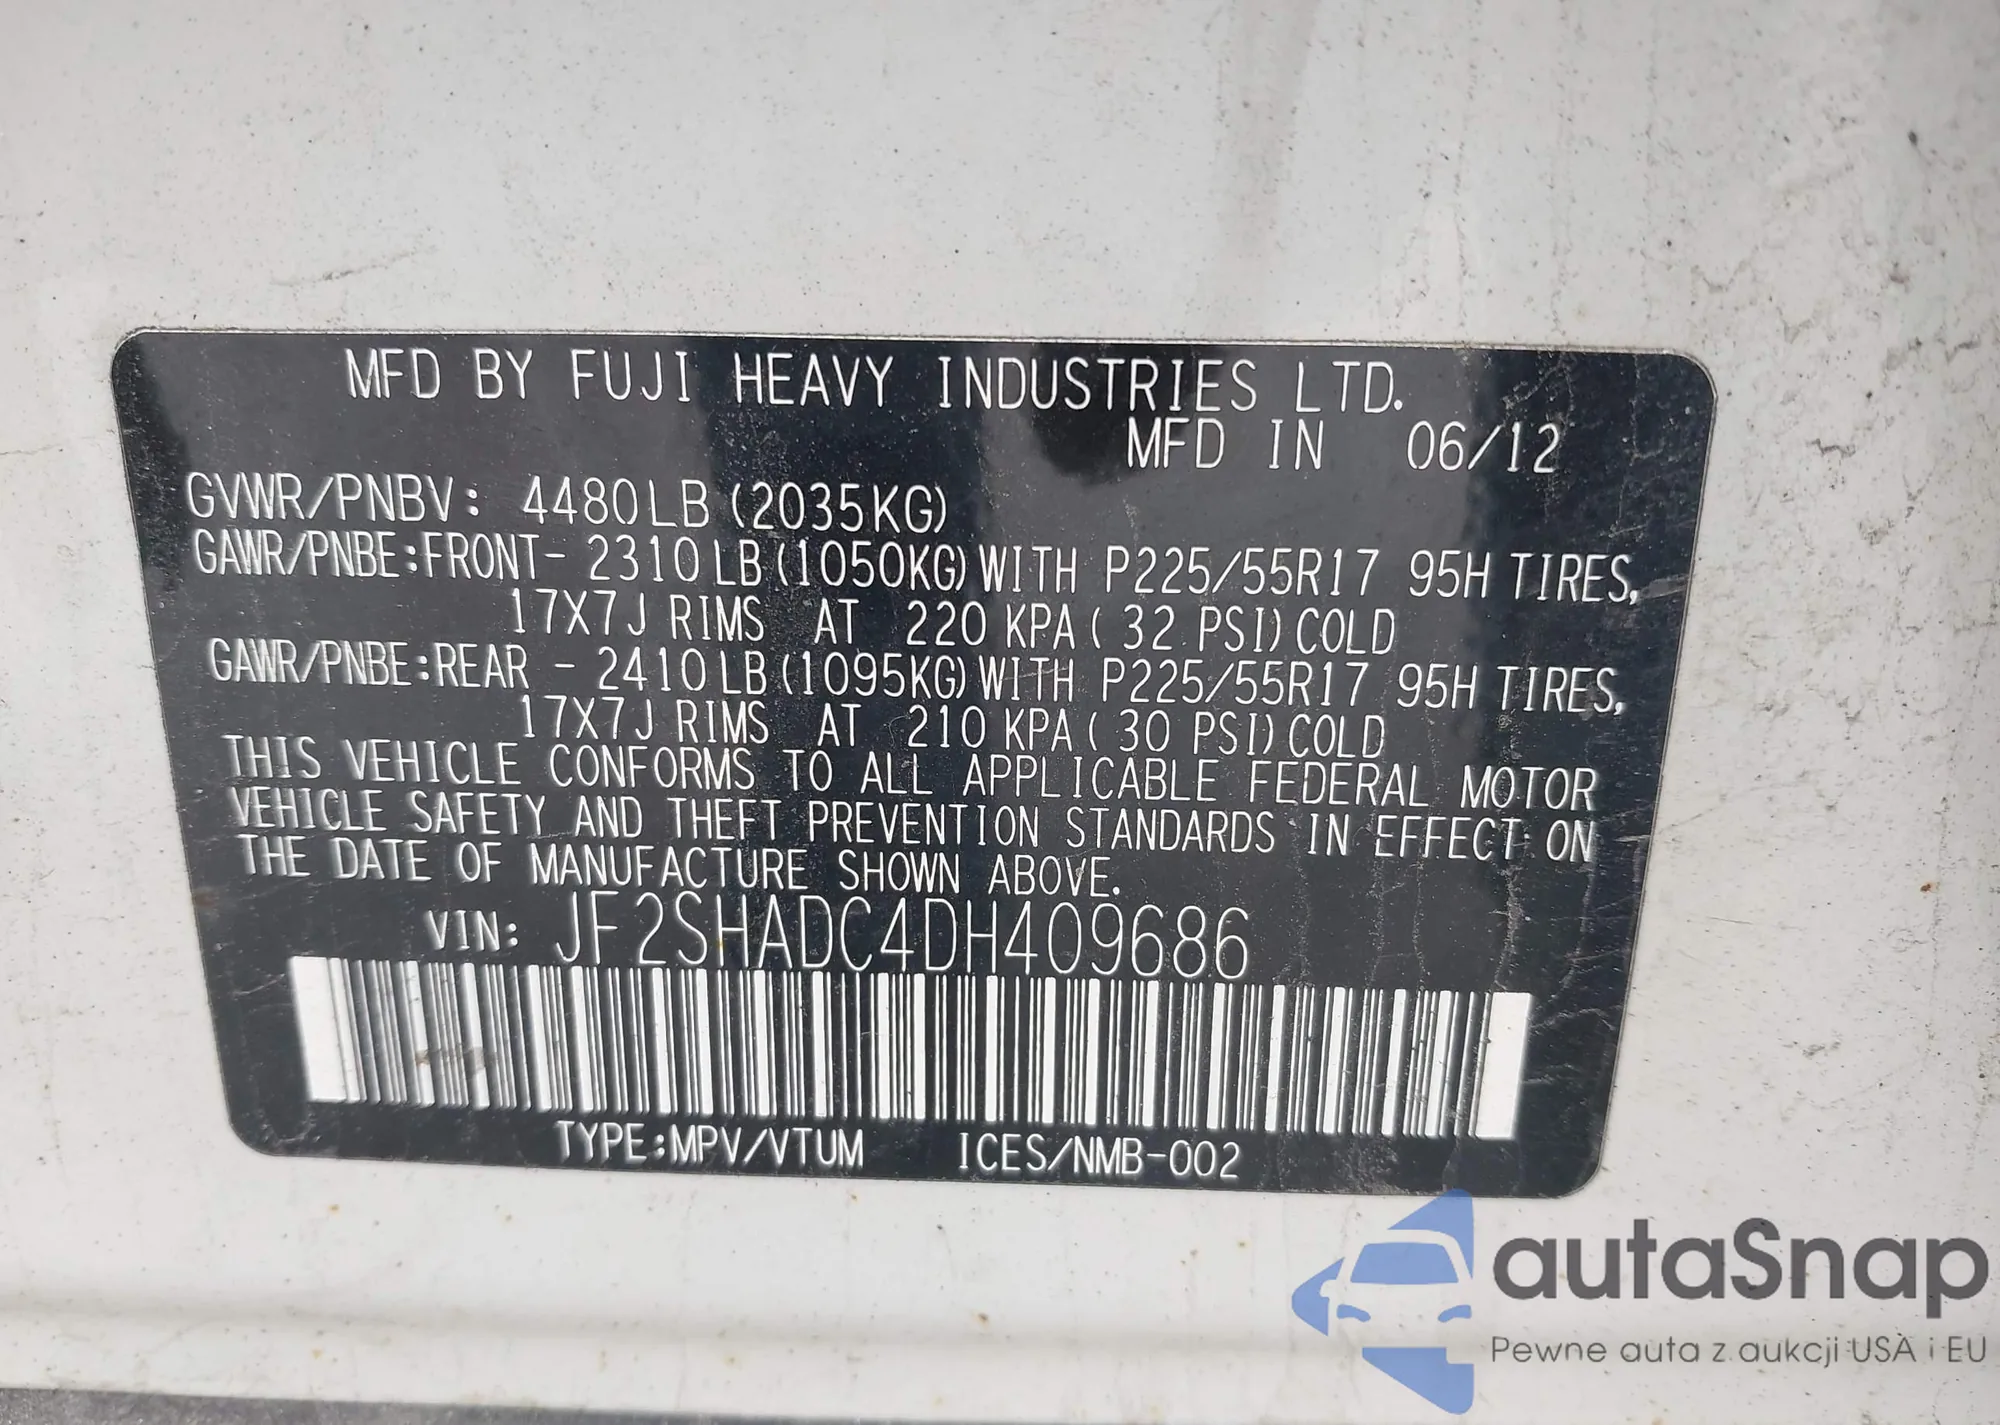 MFD BY FUJI HEAVY INDUSTRIES LTD.
MFD IN 06/12
GVWR/PNBV: 4480LB (2035KG)
GAWR/PNBE:FRONT- 2310LB(1050KG)WITH P225/55R17 95H TIRES,
17X7J RIMS AT 220 KPA( 32 PSI)COLD
GAWR/PNBE:REAR - 2410LB(1095KG)WITH P225/55R17 95H TIRES,
17X7J RIMS AT 210 KPA( 30 PSI)COLD
THIS VEHICLE CONFORMS TO ALL APPLICABLE FEDERAL MOTOR
VEHICLE SAFETY AND THEFT PREVENTION STANDARDS IN EFFECT ON
THE DATE OF MANUFACTURE SHOWN ABOVE.
VIN: JF2SHADC4DH409686
TYPE:MPV/VTUM ICES/NMB-002
autaSnap
Pewne auta z aukcji USA i EU